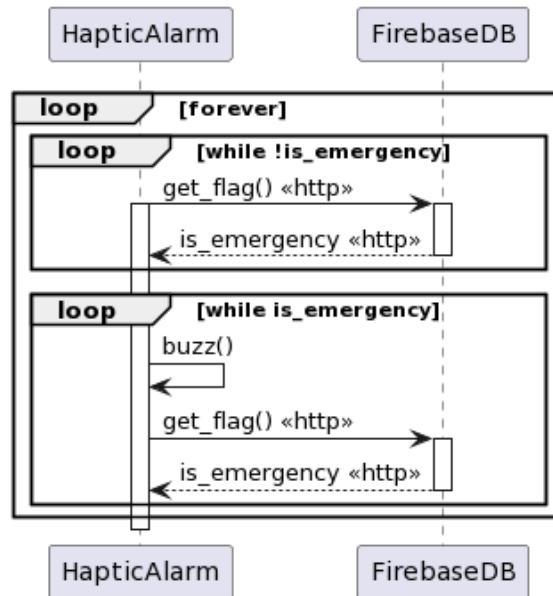 HapticAlarm FirebaseDB
loop [forever]
loop [while !is_emergency]
get_flag() «http»
is_emergency «http»
loop [while is_emergency]
buzz()
get_flag() «http»
is_emergency «http»
HapticAlarm FirebaseDB